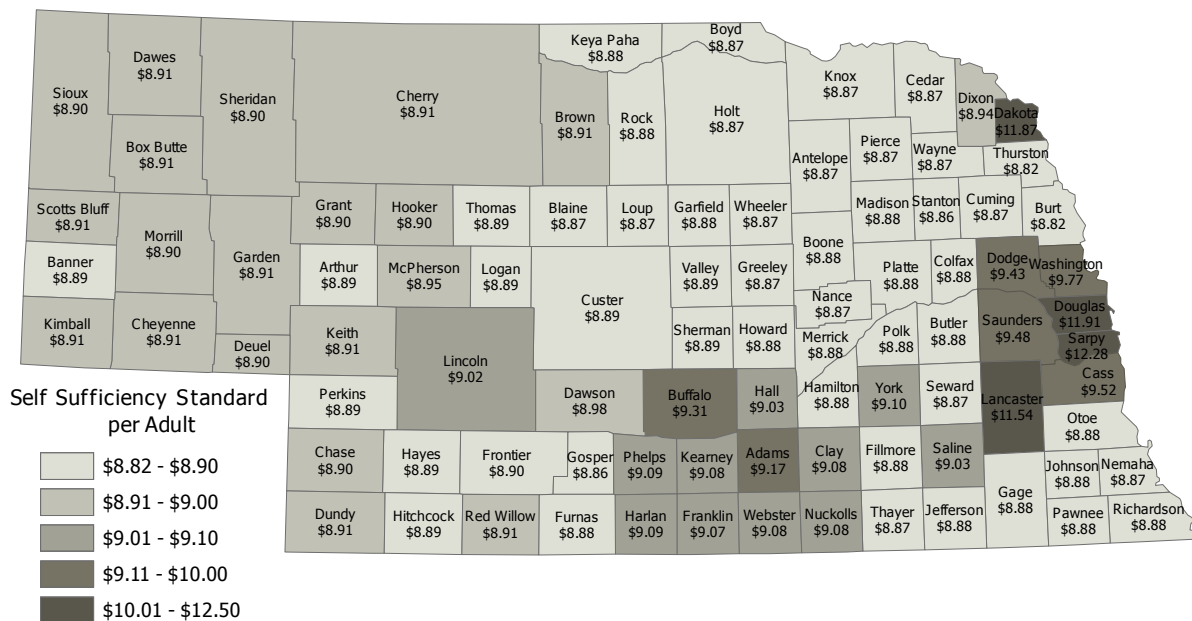 Boyd
$8.87
Keya Paha
$8.88
Dawes
$8.91
Knox
$8.87
Cedar
$8.87
Sioux
$8.90
Sheridan
$8.90
Cherry
$8.91
Brown
$8.91
Rock
$8.88
Holt
$8.87
Dixon
$8.94
Dakota
$11.87
Box Butte
$8.91
Antelope
$8.87
Pierce
$8.87
Wayne
$8.87
Thurston
$8.82
Scotts Bluff
$8.91
Morrill
$8.90
Garden
$8.91
Grant
$8.90
Hooker
$8.90
Thomas
$8.89
Blaine
$8.87
Loup
$8.87
Garfield
$8.88
Wheeler
$8.87
Madison
$8.88
Stanton
$8.86
Cuming
$8.87
Burt
$8.82
Banner
$8.89
Arthur
$8.89
McPherson
$8.95
Logan
$8.89
Custer
$8.89
Valley
$8.89
Greeley
$8.87
Boone
$8.88
Platte
$8.88
Colfax
$8.88
Dodge
$9.43
Washington
$9.77
Nance
$8.87
Kimball
$8.91
Cheyenne
$8.91
Deuel
$8.90
Keith
$8.91
Lincoln
$9.02
Sherman
$8.89
Howard
$8.88
Merrick
$8.88
Polk
$8.88
Butler
$8.88
Saunders
$9.48
Douglas
$11.91
Sarpy
$12.28
Perkins
$8.89
Dawson
$8.98
Buffalo
$9.31
Hall
$9.03
Hamilton
$8.88
York
$9.10
Seward
$8.87
Lancaster
$11.54
Cass
$9.52
Otoe
$8.88
Chase
$8.90
Hayes
$8.89
Frontier
$8.90
Gosper
$8.86
Phelps
$9.09
Kearney
$9.08
Adams
$9.17
Clay
$9.08
Fillmore
$8.88
Saline
$9.03
Gage
$8.88
Johnson
$8.88
Nemaha
$8.87
Dundy
$8.91
Hitchcock
$8.89
Red Willow
$8.91
Furnas
$8.88
Harlan
$9.09
Franklin
$9.07
Webster
$9.08
Nuckolls
$9.08
Thayer
$8.87
Jefferson
$8.88
Pawnee
$8.88
Richardson
$8.88
Self Sufficiency Standard
per Adult
$8.82 - $8.90
$8.91 - $9.00
$9.01 - $9.10
$9.11 - $10.00
$10.01 - $12.50